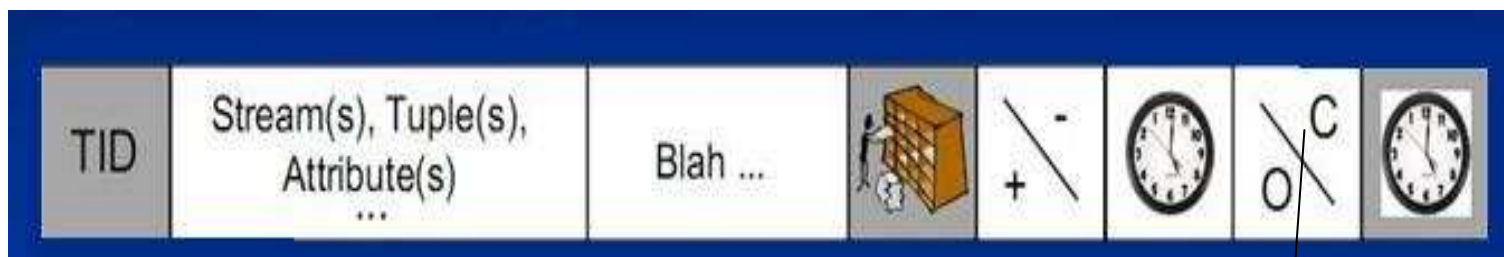 TID
Stream(s), Tuple(s),
Attribute(s)
...
Blah ...
+ -
O C